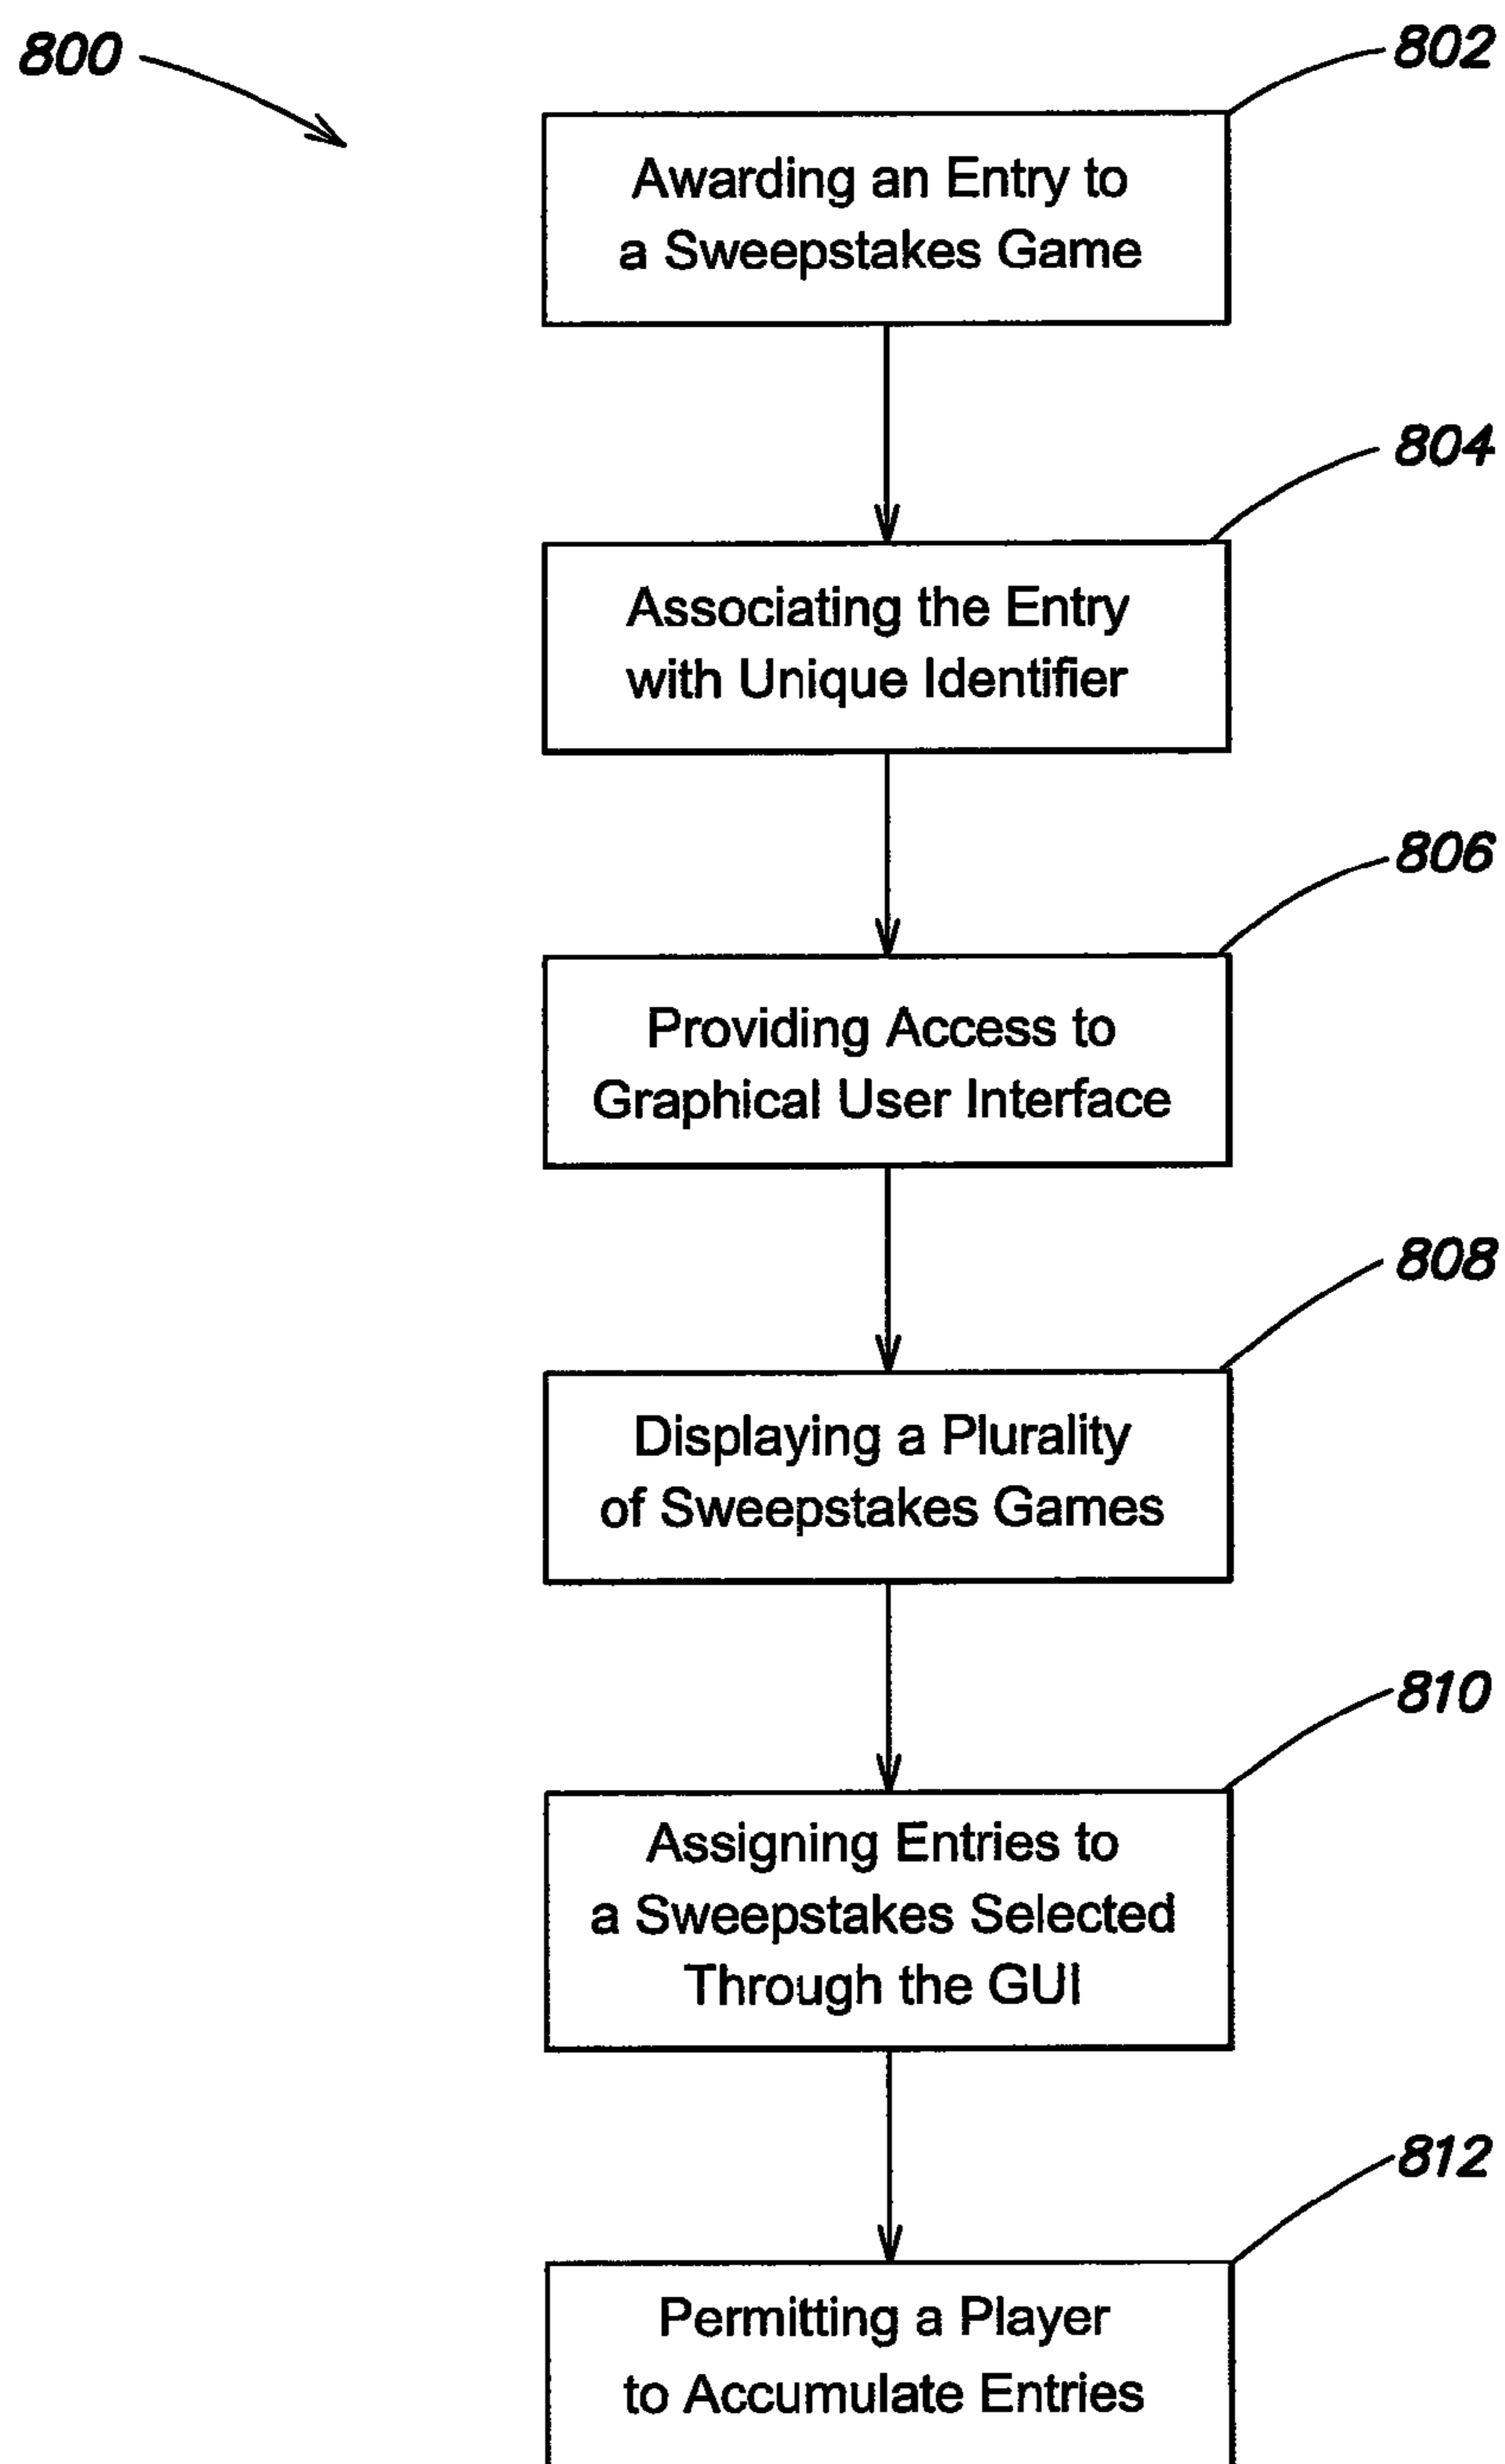 800
802
Awarding an Entry to
a Sweepstakes Game
804
Associating the Entry
with Unique Identifier
806
Providing Access to
Graphical User Interface
808
Displaying a Plurality
of Sweepstakes Games
810
Assigning Entries to
a Sweepstakes Selected
Through the GUI
812
Permitting a Player
to Accumulate Entries